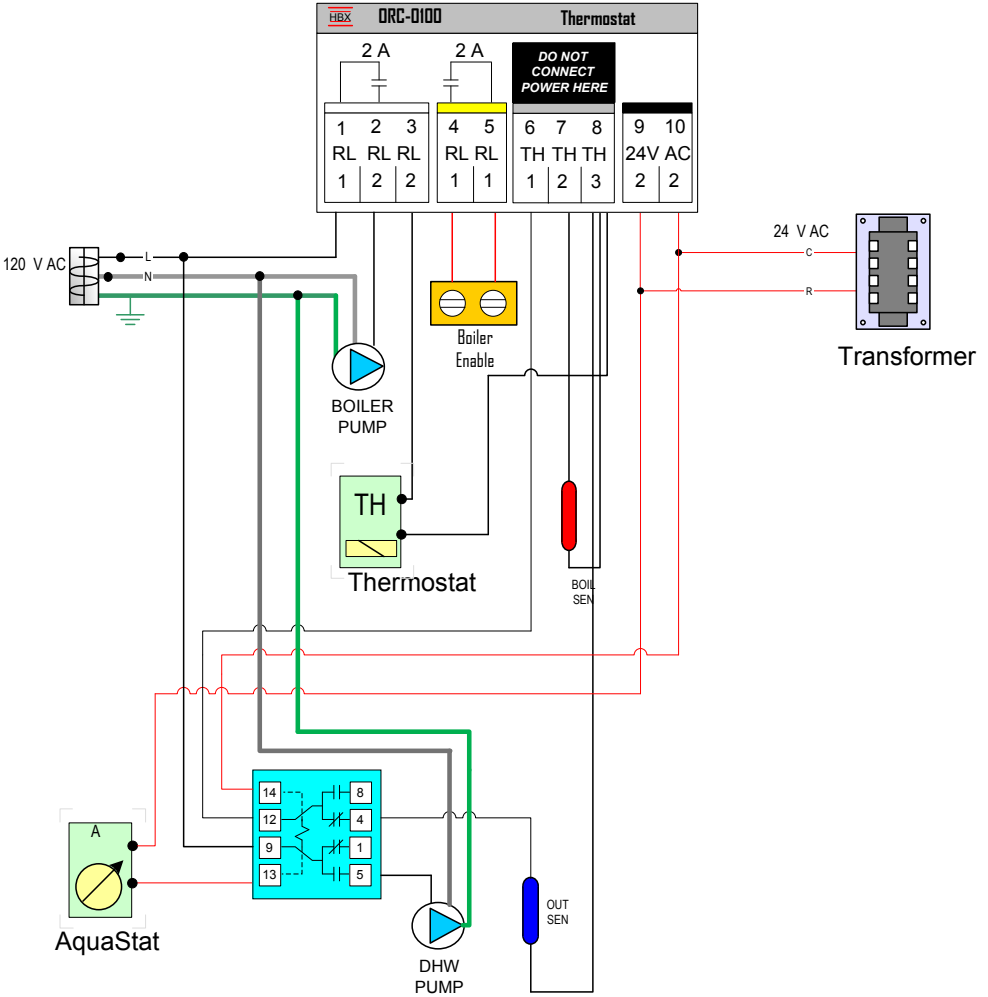 HBX ORC-0100 Thermostat
2 A 2 A
DO NOT
CONNECT
POWER HERE
1 2 3 4 5 6 7 8 9 10
RL RL RL RL RL TH TH TH 24V AC
1 2 2 1 1 1 2 3 2 2
24 V AC
120 V AC
L
C
N
R
Boiler
Enable
Transformer
BOILER
PUMP
TH
Thermostat
BOIL
SEN
14 8
12 4
9 1
13 5
A
AquaStat
OUT
SEN
DHW
PUMP